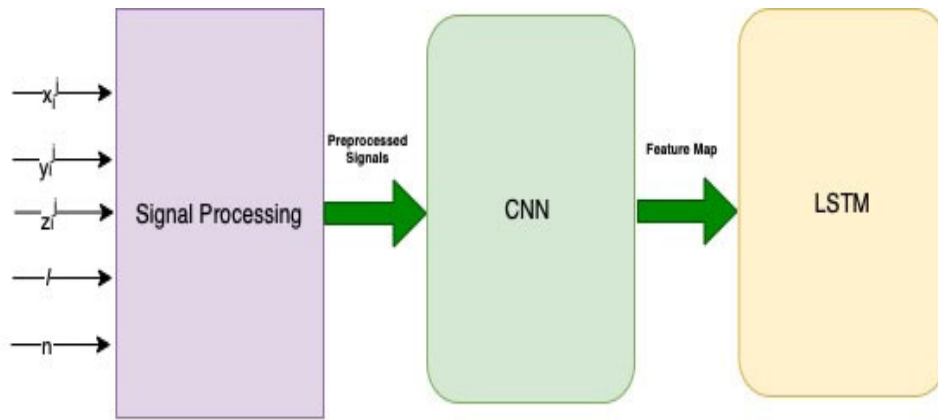 xᵢʲ
yᵢʲ
zᵢʲ
n
Signal Processing
Preprocessed
Signals
CNN
Feature Map
LSTM